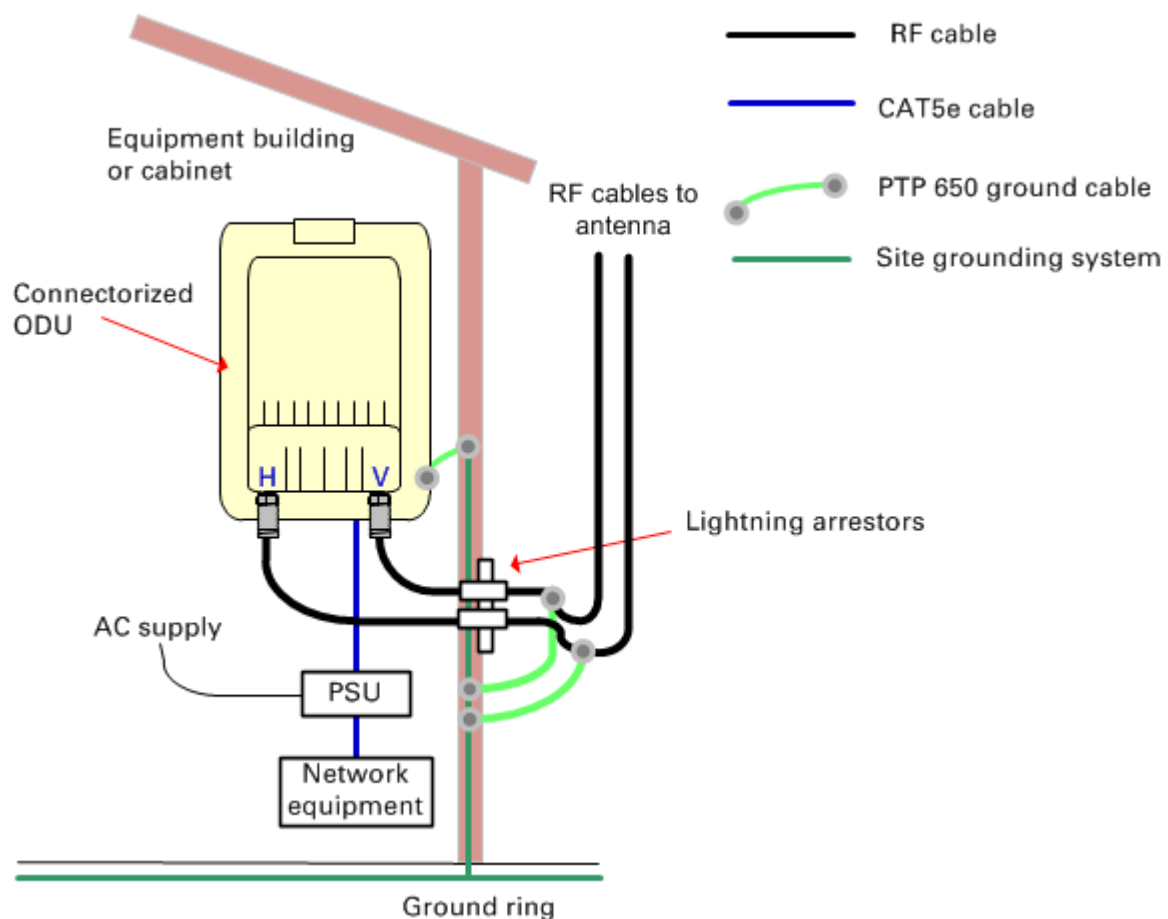 RF cable
CAT5e cable
PTP 650 ground cable
Site grounding system
Equipment building
or cabinet
RF cables to
antenna
Connectorized
ODU
H
V
Lightning arrestors
AC supply
PSU
Network
equipment
Ground ring